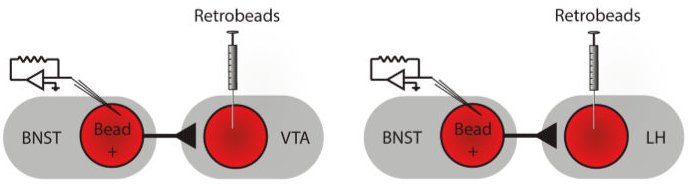 Retrobeads
BNST
Bead
+
VTA
Retrobeads
BNST
Bead
+
LH